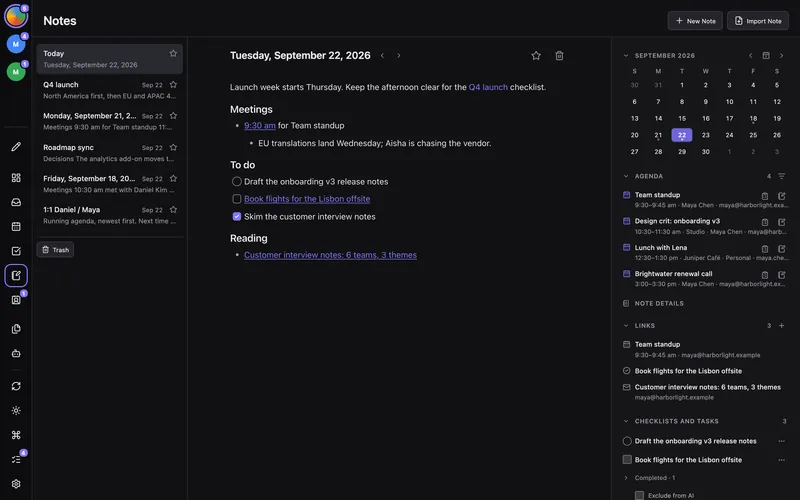 5
Notes
New Note
Import Note
M
4
M
1
1
4
Today
Tuesday, September 22, 2026
Q4 launch
Sep 22
North America first, then EU and APAC 4...
Monday, September 21, 2...
Sep 22
Meetings 9:30 am for Team standup 11:...
Roadmap sync
Sep 22
Decisions The analytics add-on moves t...
Friday, September 18, 20...
Sep 22
Meetings 10:30 am met with Daniel Kim ...
1:1 Daniel / Maya
Sep 22
Running agenda, newest first. Next time ...
Trash
Tuesday, September 22, 2026
Launch week starts Thursday. Keep the afternoon clear for the Q4 launch checklist.
Meetings
9:30 am for Team standup
EU translations land Wednesday; Aisha is chasing the vendor.
To do
Draft the onboarding v3 release notes
Book flights for the Lisbon offsite
Skim the customer interview notes
Reading
Customer interview notes: 6 teams, 3 themes
SEPTEMBER 2026
S M T W T F S
30 31 1 2 3 4 5
6 7 8 9 10 11 12
13 14 15 16 17 18 19
20 21 22 23 24 25 26
27 28 29 30 1 2 3
AGENDA 4
Team standup
9:30–9:45 am · Maya Chen · maya@harborlight.exa...
Design crit: onboarding v3
10:30–11:30 am · Studio · Maya Chen · maya@harb...
Lunch with Lena
12:30–1:30 pm · Juniper Café · Personal · maya.che...
Brightwater renewal call
3:00–3:30 pm · Maya Chen · maya@harborlight.ex...
NOTE DETAILS
LINKS 3
Team standup
9:30–9:45 am · maya@harborlight.example
Book flights for the Lisbon offsite
Customer interview notes: 6 teams, 3 themes
maya@harborlight.example
CHECKLISTS AND TASKS 3
Draft the onboarding v3 release notes
Book flights for the Lisbon offsite
Completed · 1
Exclude from AI